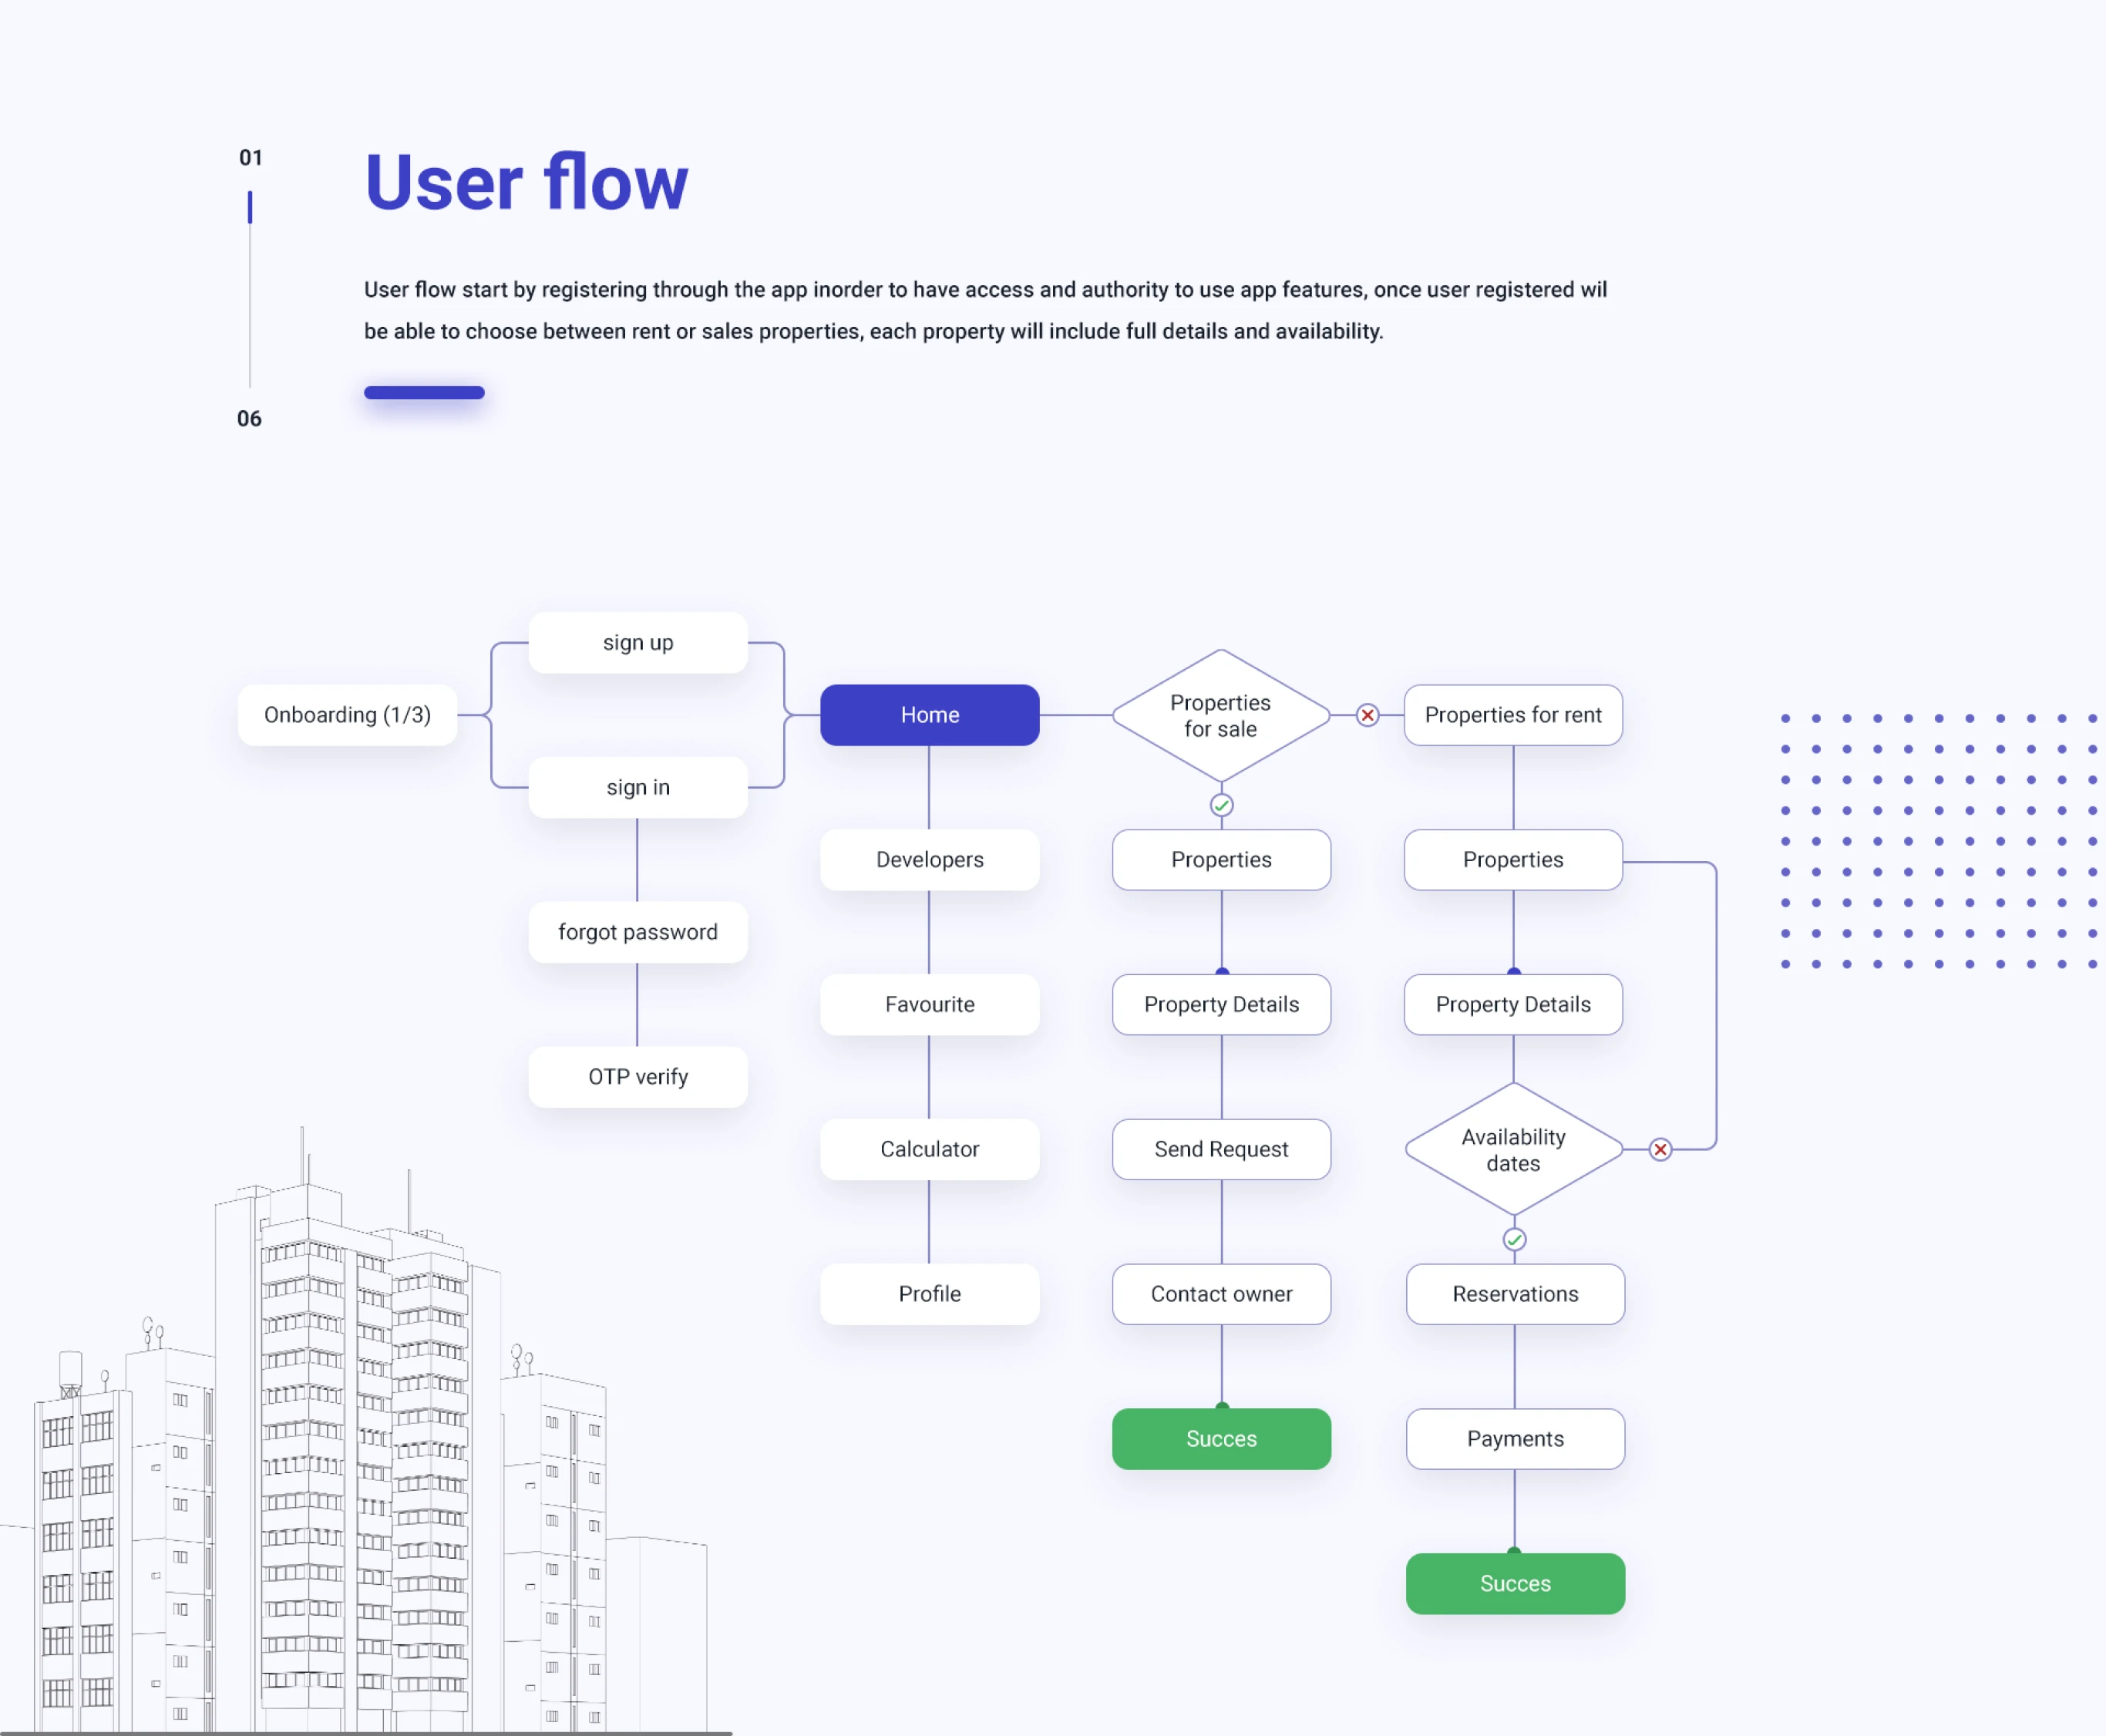 01
User flow
User flow start by registering through the app inorder to have access and authority to use app features, once user registered wil
be able to choose between rent or sales properties, each property will include full details and availability.
06
Onboarding (1/3)
sign up
sign in
forgot password
OTP verify
Home
Developers
Favourite
Calculator
Profile
Properties
for sale
Properties
Property Details
Send Request
Contact owner
Succes
Properties for rent
Properties
Property Details
Availability
dates
Reservations
Payments
Succes